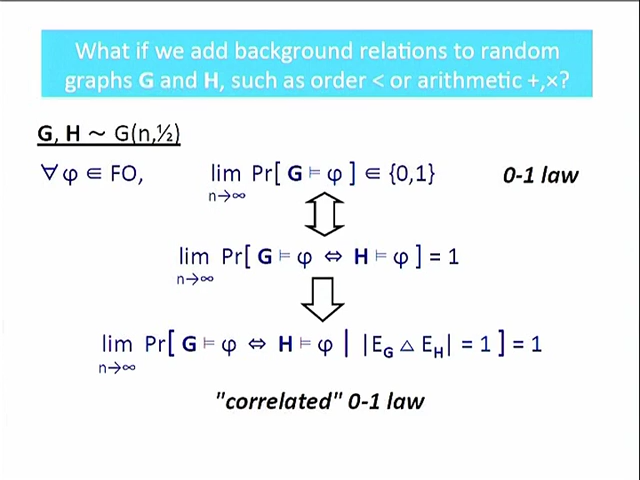 What if we add background relations to random
graphs G and H, such as order < or arithmetic +,×?
G, H ~ G(n,½)
∀ φ ∈ FO, lim Pr[ G ⊨ φ ] ∈ {0,1} 0-1 law
n→∞
lim Pr[ G ⊨ φ ⇔ H ⊨ φ ] = 1
n→∞
lim Pr[ G ⊨ φ ⇔ H ⊨ φ | |E_G △ E_H| = 1 ] = 1
n→∞
"correlated" 0-1 law